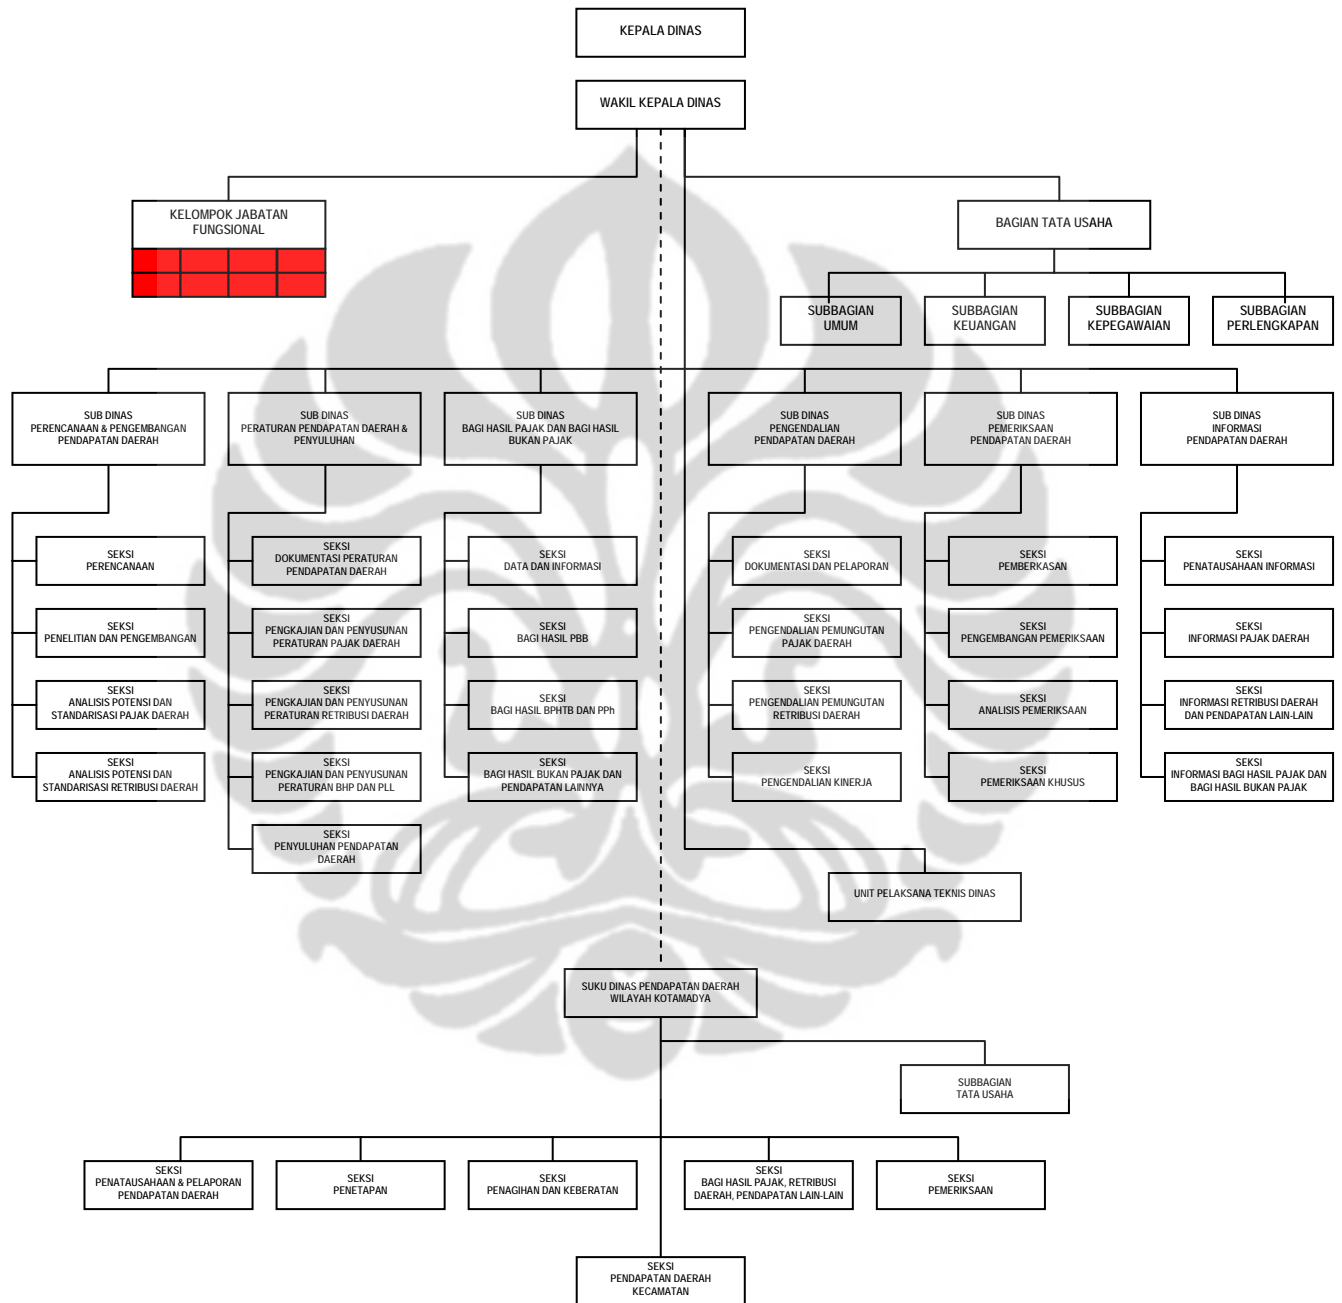 KEPALA DINAS
WAKIL KEPALA DINAS
KELOMPOK JABATAN
FUNGSIONAL
BAGIAN TATA USAHA
SUBBAGIAN
UMUM
SUBBAGIAN
KEUANGAN
SUBBAGIAN
KEPEGAWAIAN
SUBBAGIAN
PERLENGKAPAN
SUB DINAS
PERENCANAAN & PENGEMBANGAN
PENDAPATAN DAERAH
SUB DINAS
PERATURAN PENDAPATAN DAERAH &
PENYULUHAN
SUB DINAS
BAGI HASIL PAJAK DAN BAGI HASIL
BUKAN PAJAK
SUB DINAS
PENGENDALIAN
PENDAPATAN DAERAH
SUB DINAS
PEMERIKSAAN
PENDAPATAN DAERAH
SUB DINAS
INFORMASI
PENDAPATAN DAERAH
SEKSI
PERENCANAAN
SEKSI
DOKUMENTASI PERATURAN
PENDAPATAN DAERAH
SEKSI
DATA DAN INFORMASI
SEKSI
DOKUMENTASI DAN PELAPORAN
SEKSI
PEMBERKASAN
SEKSI
PENATAUSAHAAN INFORMASI
SEKSI
PENELITIAN DAN PENGEMBANGAN
SEKSI
PENGKAJIAN DAN PENYUSUNAN
PERATURAN PAJAK DAERAH
SEKSI
BAGI HASIL PBB
SEKSI
PENGENDALIAN PEMUNGUTAN
PAJAK DAERAH
SEKSI
PENGEMBANGAN PEMERIKSAAN
SEKSI
INFORMASI PAJAK DAERAH
SEKSI
ANALISIS POTENSI DAN
STANDARISASI PAJAK DAERAH
SEKSI
PENGKAJIAN DAN PENYUSUNAN
PERATURAN RETRIBUSI DAERAH
SEKSI
BAGI HASIL BPHTB DAN PPh
SEKSI
PENGENDALIAN PEMUNGUTAN
RETRIBUSI DAERAH
SEKSI
ANALISIS PEMERIKSAAN
SEKSI
INFORMASI RETRIBUSI DAERAH
DAN PENDAPATAN LAIN-LAIN
SEKSI
ANALISIS POTENSI DAN
STANDARISASI RETRIBUSI DAERAH
SEKSI
PENGKAJIAN DAN PENYUSUNAN
PERATURAN BHP DAN PLL
SEKSI
BAGI HASIL BUKAN PAJAK DAN
PENDAPATAN LAINNYA
SEKSI
PENGENDALIAN KINERJA
SEKSI
PEMERIKSAAN KHUSUS
SEKSI
INFORMASI BAGI HASIL PAJAK DAN
BAGI HASIL BUKAN PAJAK
SEKSI
PENYULUHAN PENDAPATAN
DAERAH
UNIT PELAKSANA TEKNIS DINAS
SUKU DINAS PENDAPATAN DAERAH
WILAYAH KOTAMADYA
SUBBAGIAN
TATA USAHA
SEKSI
PENATAUSAHAAN & PELAPORAN
PENDAPATAN DAERAH
SEKSI
PENETAPAN
SEKSI
PENAGIHAN DAN KEBERATAN
SEKSI
BAGI HASIL PAJAK, RETRIBUSI
DAERAH, PENDAPATAN LAIN-LAIN
SEKSI
PEMERIKSAAN
SEKSI
PENDAPATAN DAERAH
KECAMATAN